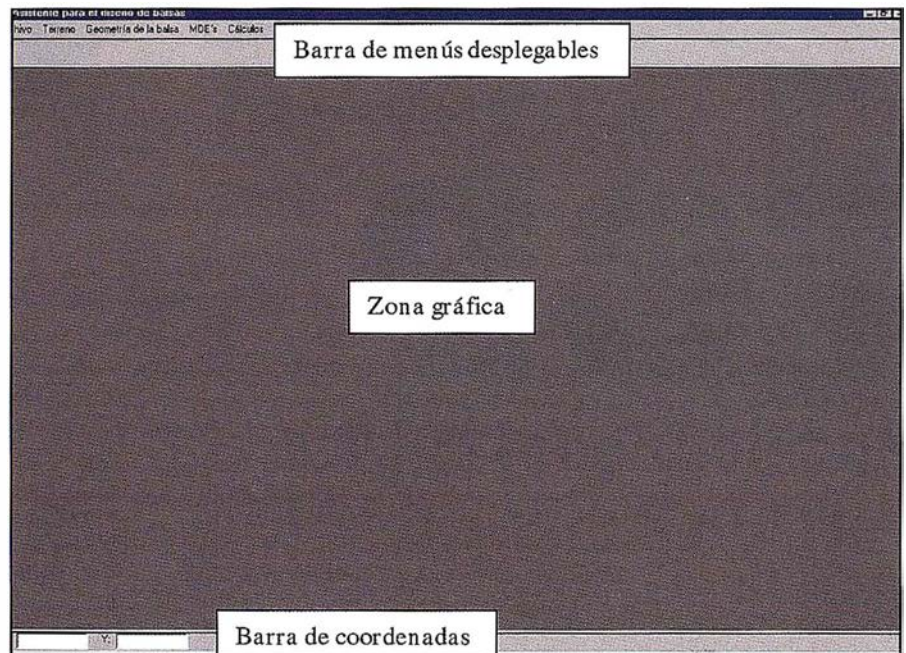 Asistente para el diseño de balsas
hivo Terreno Geometría de la balsa MDE's Cálculos
Barra de menús desplegables
Zona gráfica
Y:
Barra de coordenadas